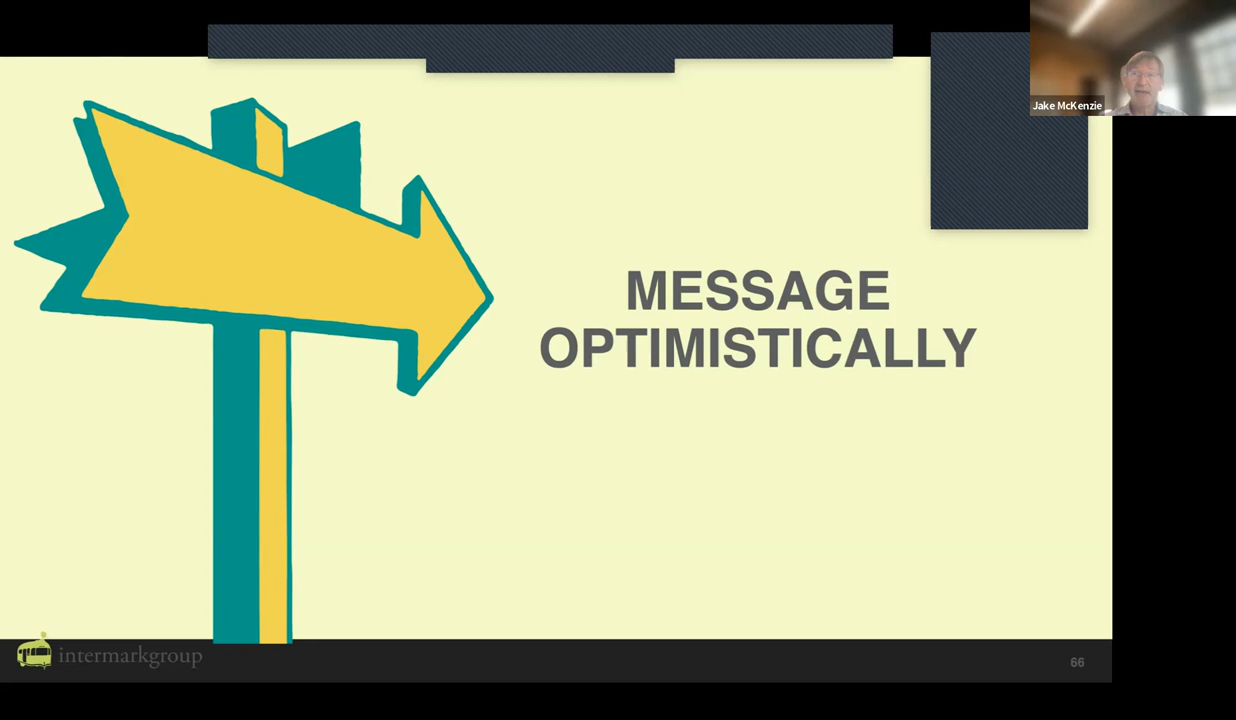 Jake McKenzie
MESSAGE
OPTIMISTICALLY
intermarkgroup
66